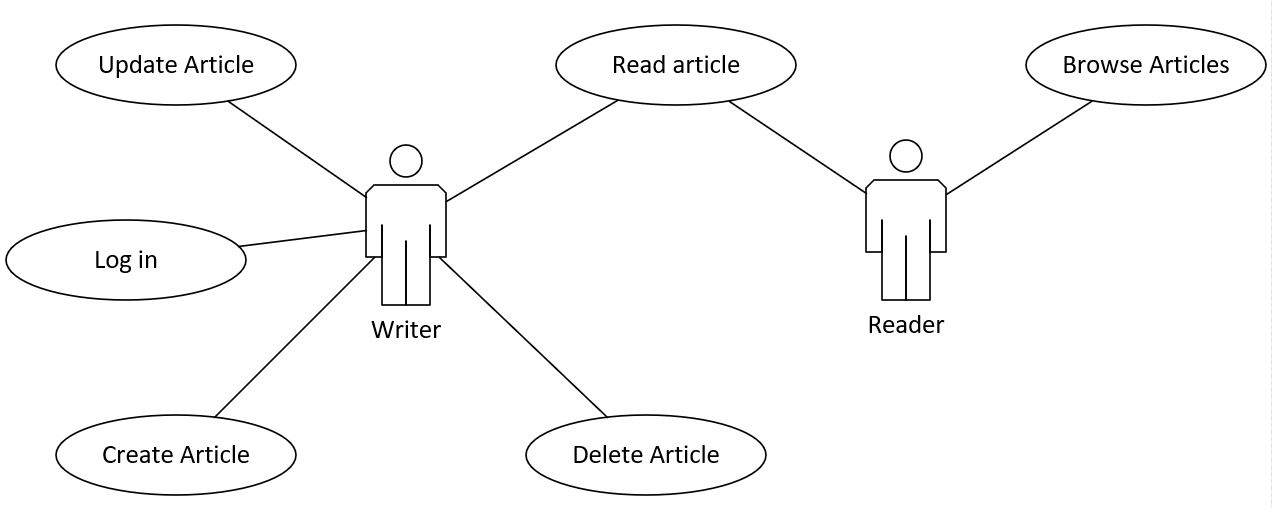 Update Article
Read article
Browse Articles
Log in
Writer
Reader
Create Article
Delete Article